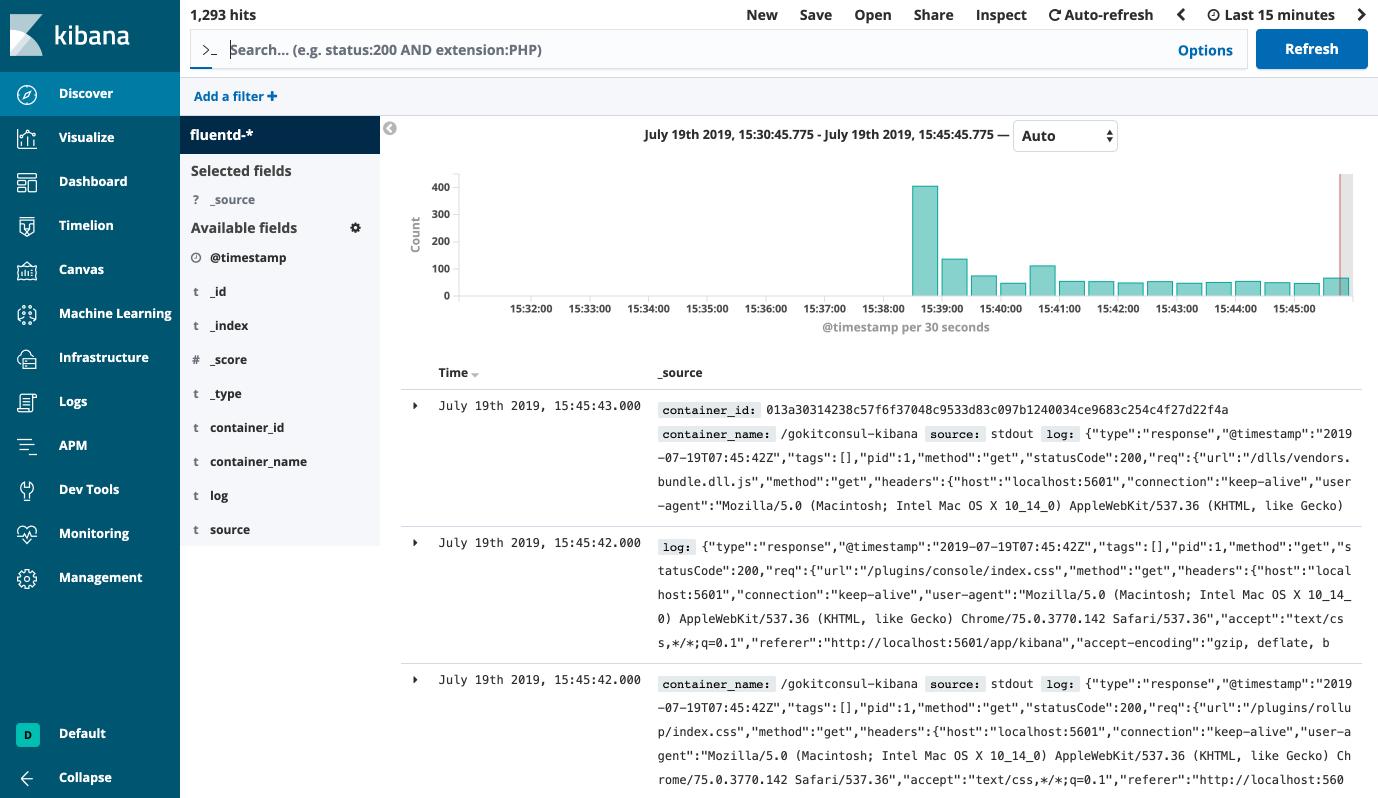 kibana
Discover
Visualize
Dashboard
Timelion
Canvas
Machine Learning
Infrastructure
Logs
APM
Dev Tools
Monitoring
Management
D Default
Collapse
1,293 hits
New Save Open Share Inspect Auto-refresh Last 15 minutes
>_ Search... (e.g. status:200 AND extension:PHP) Options Refresh
Add a filter +
fluentd-*
Selected fields
? _source
Available fields
@timestamp
t _id
t _index
# _score
t _type
t container_id
t container_name
t log
t source
July 19th 2019, 15:30:45.775 - July 19th 2019, 15:45:45.775 — Auto
Count
400
300
200
100
0
15:32:00 15:33:00 15:34:00 15:35:00 15:36:00 15:37:00 15:38:00 15:39:00 15:40:00 15:41:00 15:42:00 15:43:00 15:44:00 15:45:00
@timestamp per 30 seconds
Time _source
July 19th 2019, 15:45:43.000 container_id: 013a30314238c57f6f37048c9533d83c097b1240034ce9683c254c4f27d22f4a
container_name: /gokitconsul-kibana source: stdout log: {"type":"response","@timestamp":"2019
-07-19T07:45:42Z","tags":[],"pid":1,"method":"get","statusCode":200,"req":{"url":"/dlls/vendors.
bundle.dll.js","method":"get","headers":{"host":"localhost:5601","connection":"keep-alive","user
-agent":"Mozilla/5.0 (Macintosh; Intel Mac OS X 10_14_0) AppleWebKit/537.36 (KHTML, like Gecko)
July 19th 2019, 15:45:42.000 log: {"type":"response","@timestamp":"2019-07-19T07:45:42Z","tags":[],"pid":1,"method":"get","s
tatusCode":200,"req":{"url":"/plugins/console/index.css","method":"get","headers":{"host":"local
host:5601","connection":"keep-alive","user-agent":"Mozilla/5.0 (Macintosh; Intel Mac OS X 10_14_
0) AppleWebKit/537.36 (KHTML, like Gecko) Chrome/75.0.3770.142 Safari/537.36","accept":"text/cs
s,*/*;q=0.1","referer":"http://localhost:5601/app/kibana","accept-encoding":"gzip, deflate, b
July 19th 2019, 15:45:42.000 container_name: /gokitconsul-kibana source: stdout log: {"type":"response","@timestamp":"2019
-07-19T07:45:42Z","tags":[],"pid":1,"method":"get","statusCode":200,"req":{"url":"/plugins/rollu
p/index.css","method":"get","headers":{"host":"localhost:5601","connection":"keep-alive","user-a
gent":"Mozilla/5.0 (Macintosh; Intel Mac OS X 10_14_0) AppleWebKit/537.36 (KHTML, like Gecko) Ch
rome/75.0.3770.142 Safari/537.36","accept":"text/css,*/*;q=0.1","referer":"http://localhost:560